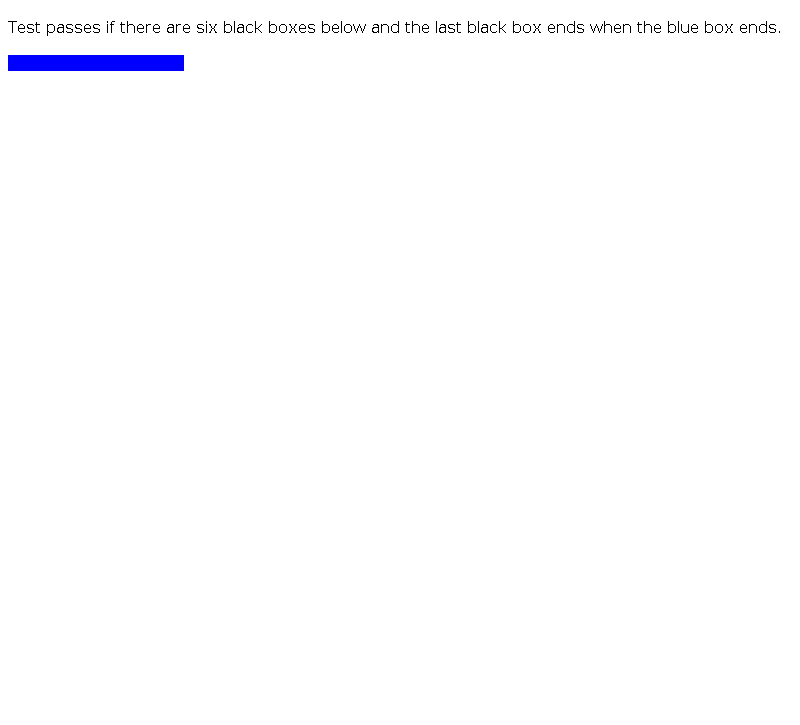 Test passes if there are six black boxes below and the last black box ends when the blue box ends.